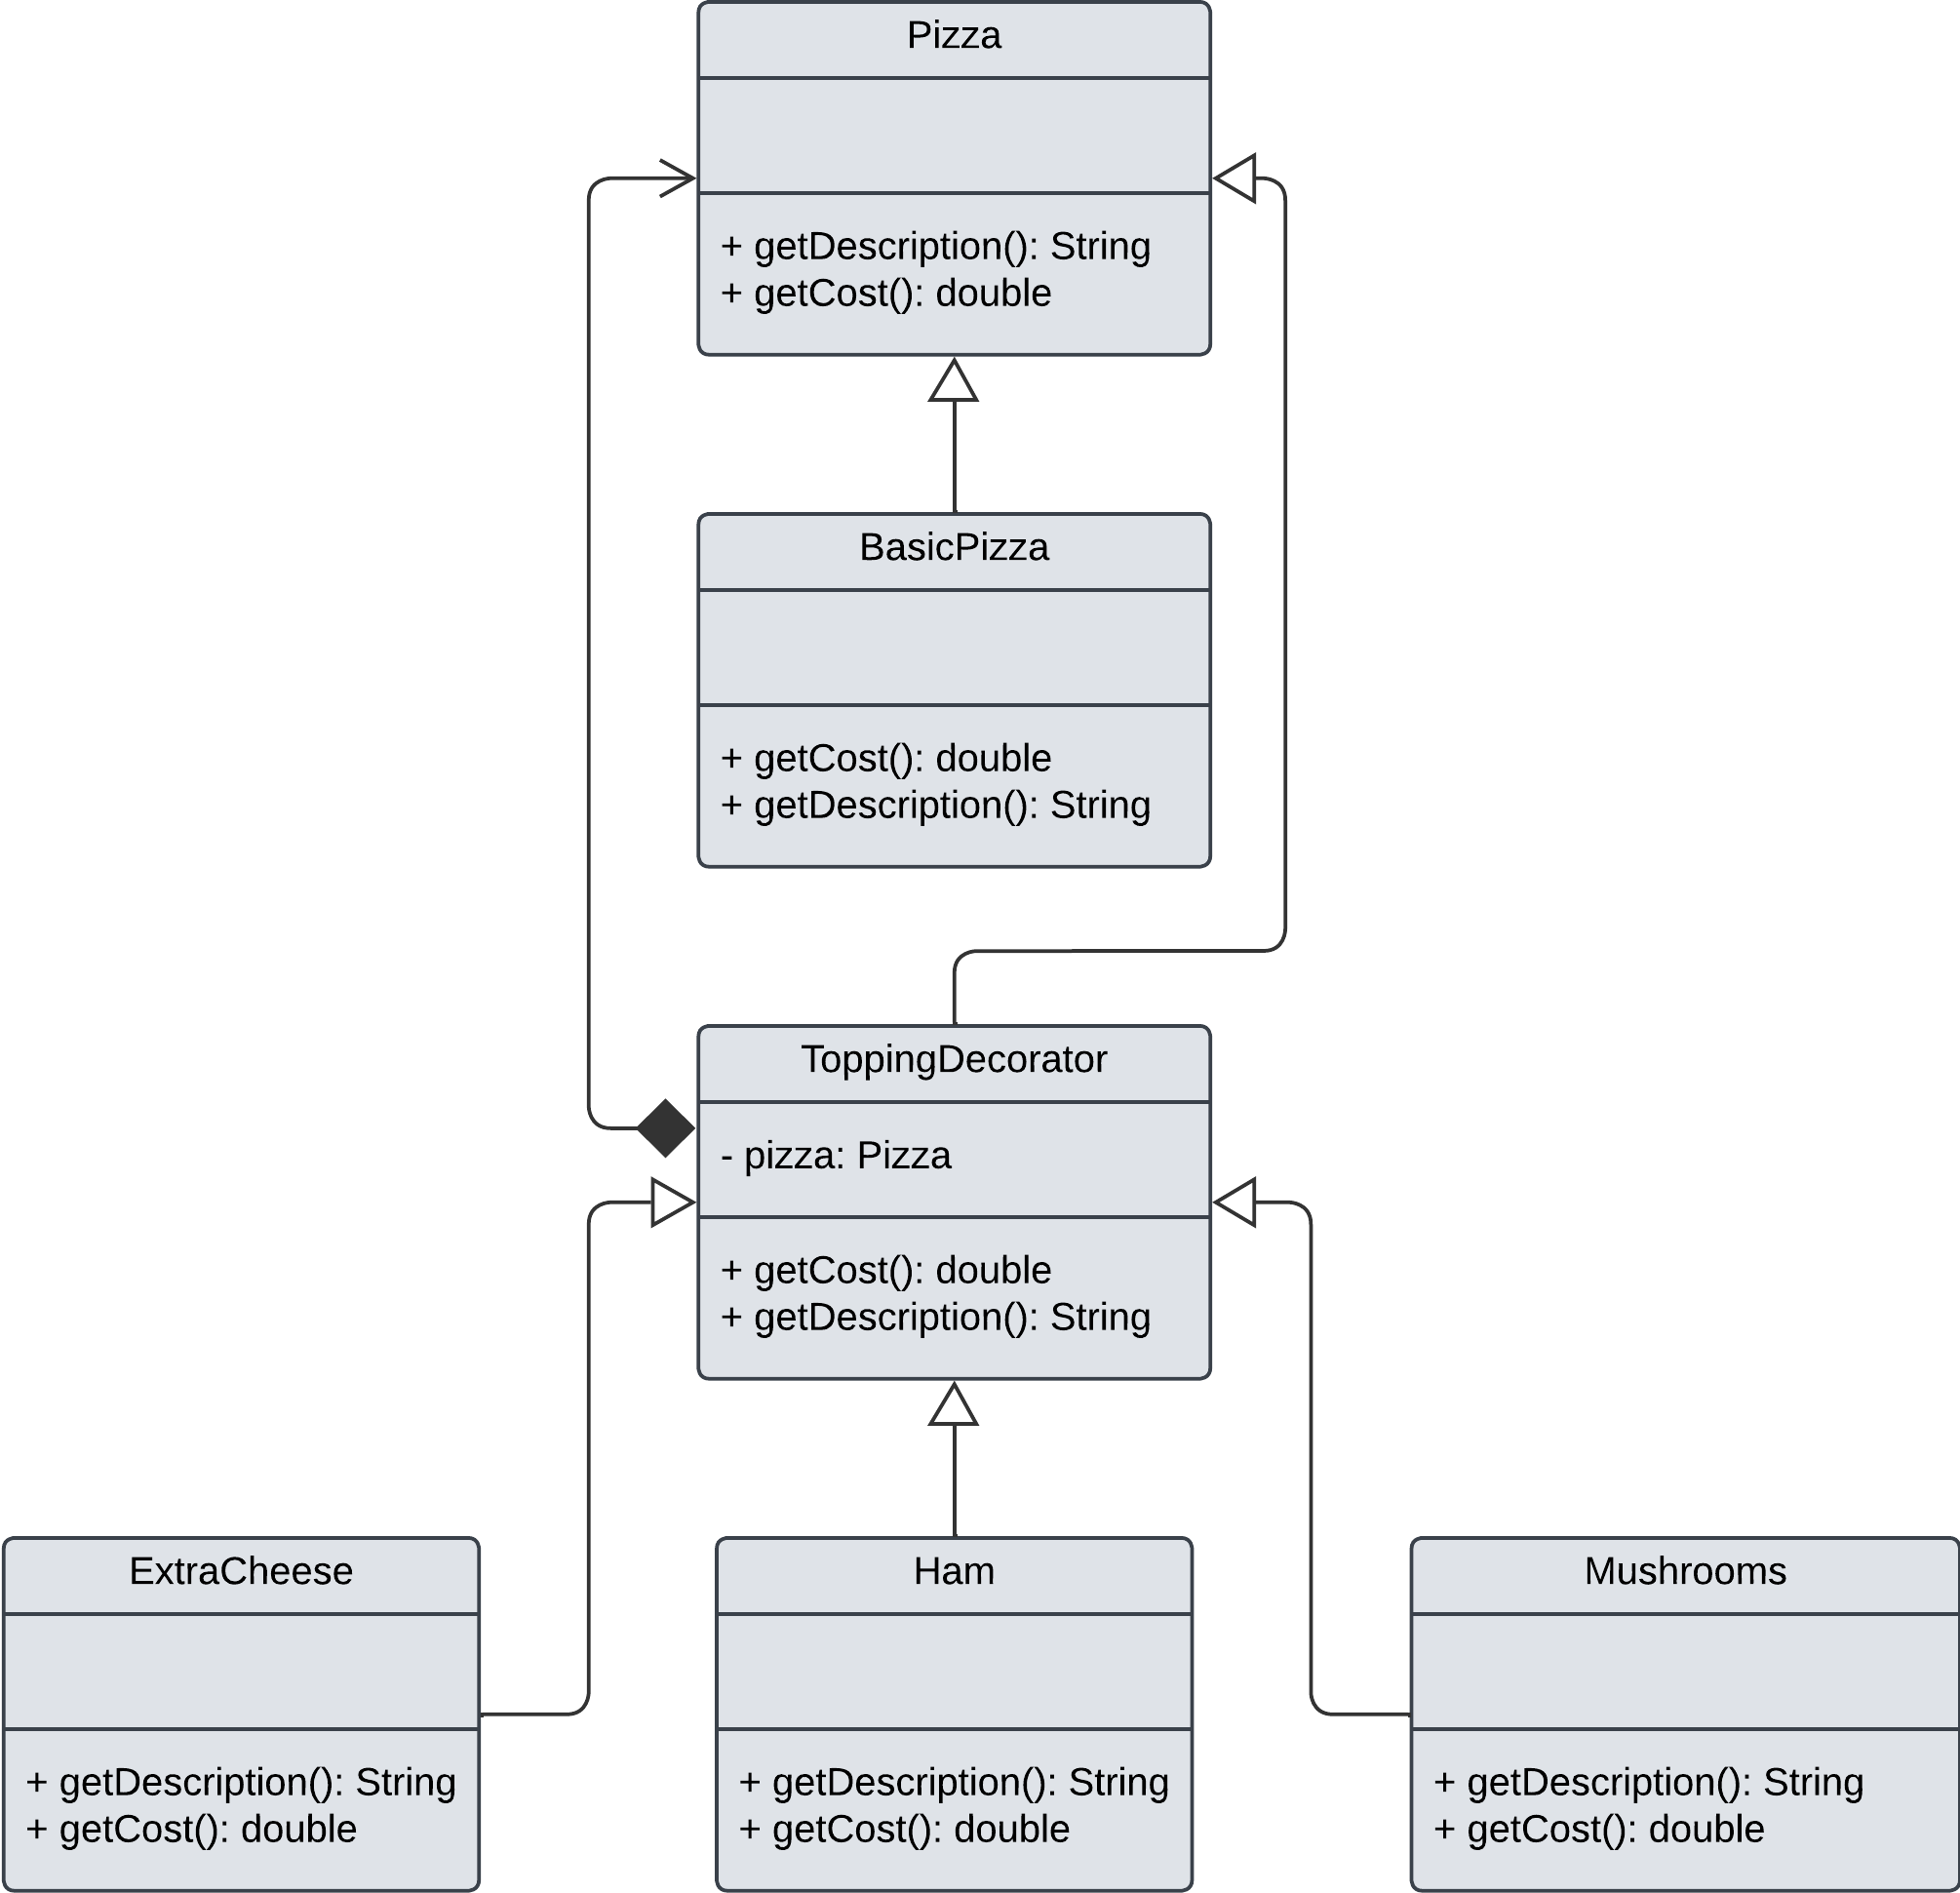 Pizza
+ getDescription(): String
+ getCost(): double
BasicPizza
+ getCost(): double
+ getDescription(): String
ToppingDecorator
- pizza: Pizza
+ getCost(): double
+ getDescription(): String
ExtraCheese
+ getDescription(): String
+ getCost(): double
Ham
+ getDescription(): String
+ getCost(): double
Mushrooms
+ getDescription(): String
+ getCost(): double